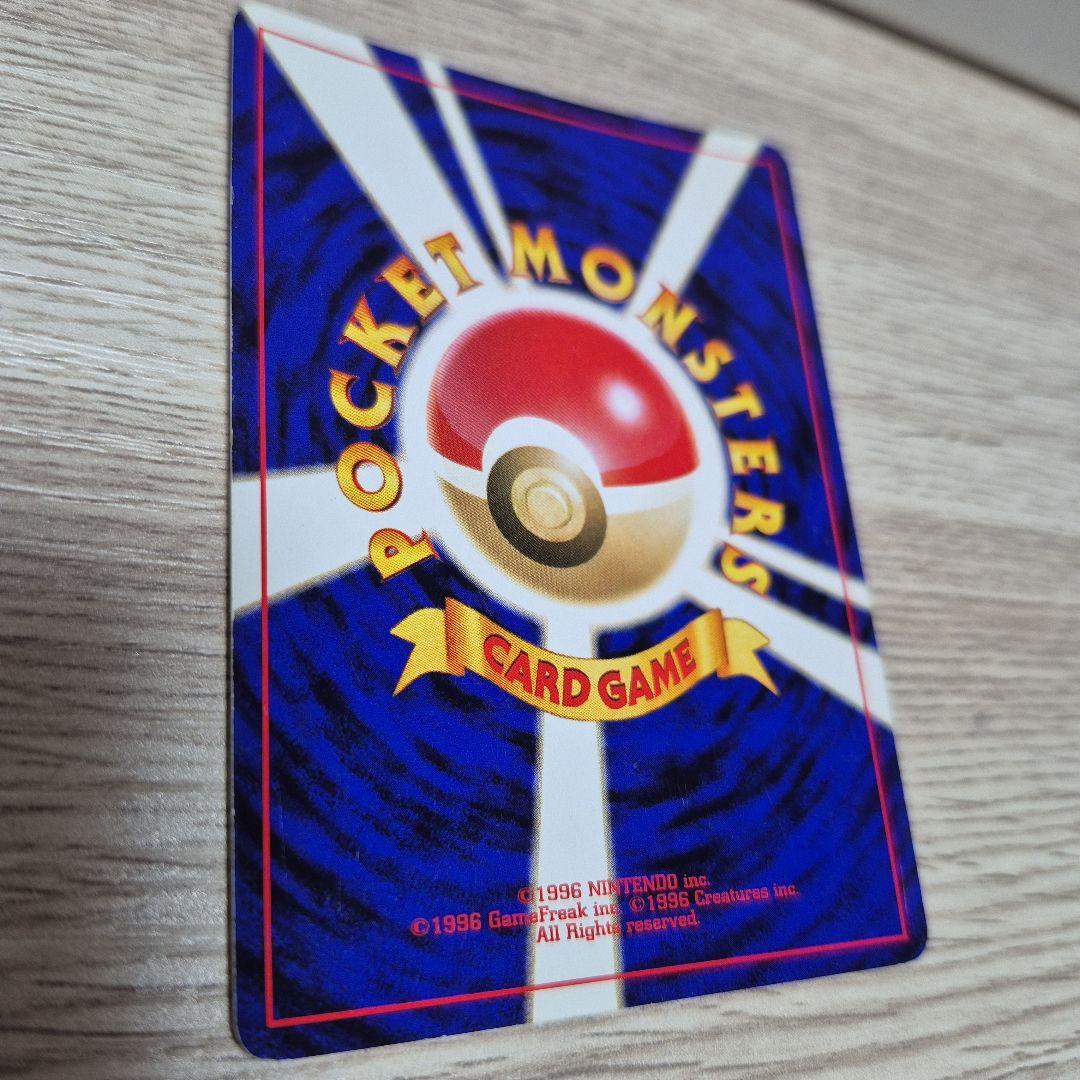 POCKET MONSTERS
CARD GAME
©1996 NINTENDO inc.
©1996 GameFreak inc. ©1996 Creatures inc.
All Rights reserved.